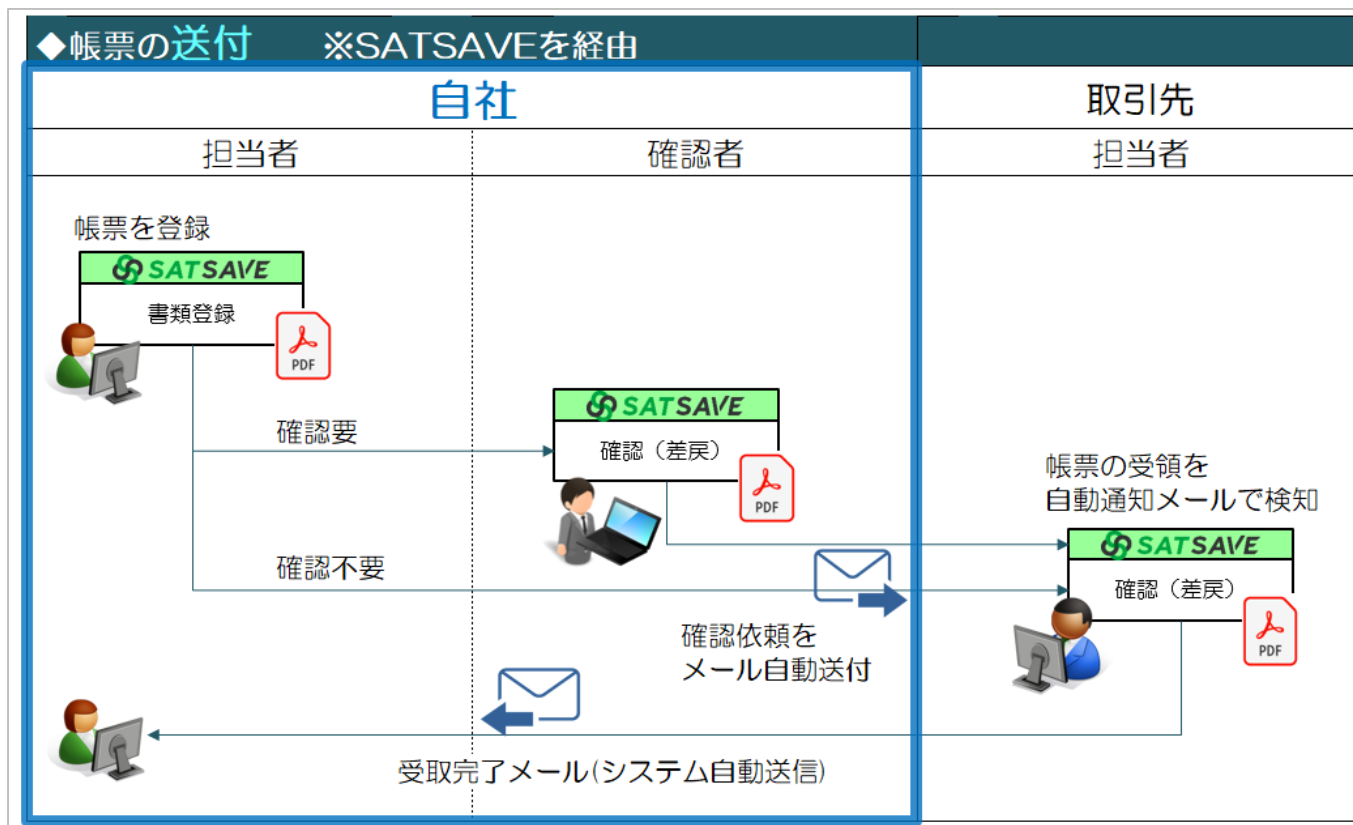 ◆帳票の送付 ※SATSAVEを経由
自社
取引先
担当者
確認者
担当者
帳票を登録
SATSAVE
書類登録
PDF
確認要
SATSAVE
確認（差戻）
PDF
帳票の受領を
自動通知メールで検知
SATSAVE
確認（差戻）
PDF
確認不要
確認依頼を
メール自動送付
受取完了メール(システム自動送信)